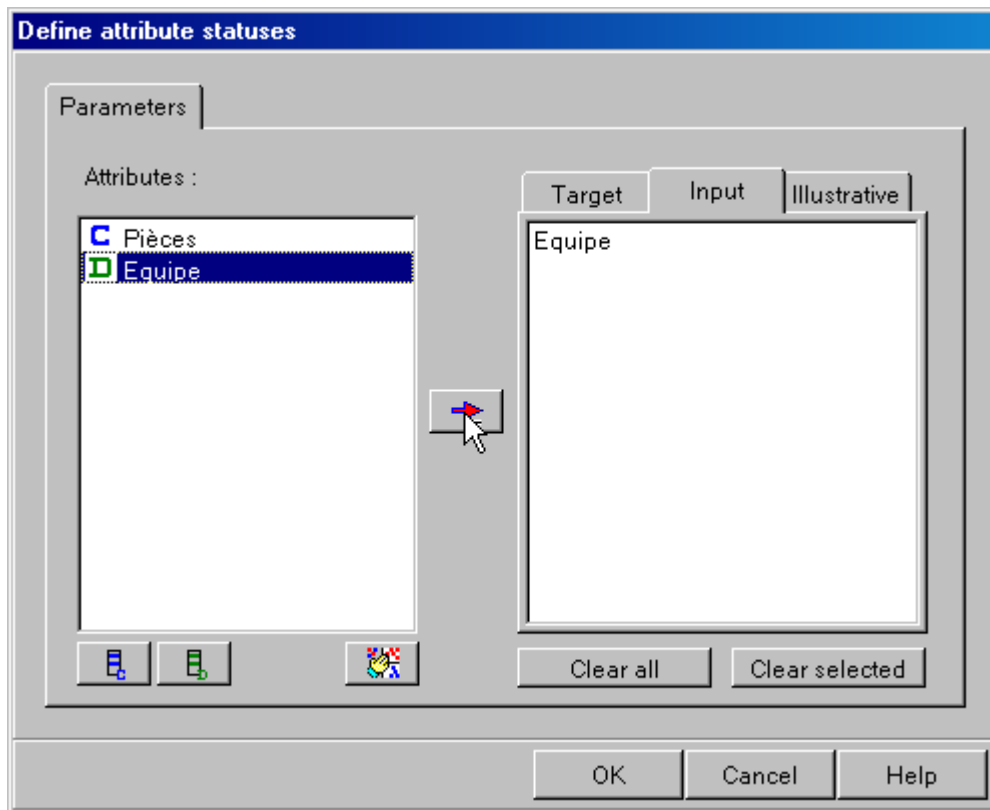 Define attribute statuses
Parameters
Attributes :
C Pièces
D Equipe
Target Input Illustrative
Equipe
C
D
Clear all Clear selected
OK Cancel Help